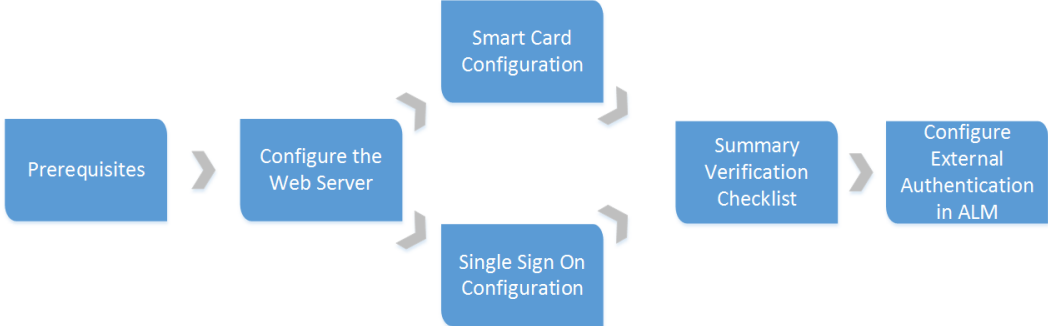 Prerequisites
Configure the
Web Server
Smart Card
Configuration
Single Sign On
Configuration
Summary
Verification
Checklist
Configure
External
Authentication
in ALM